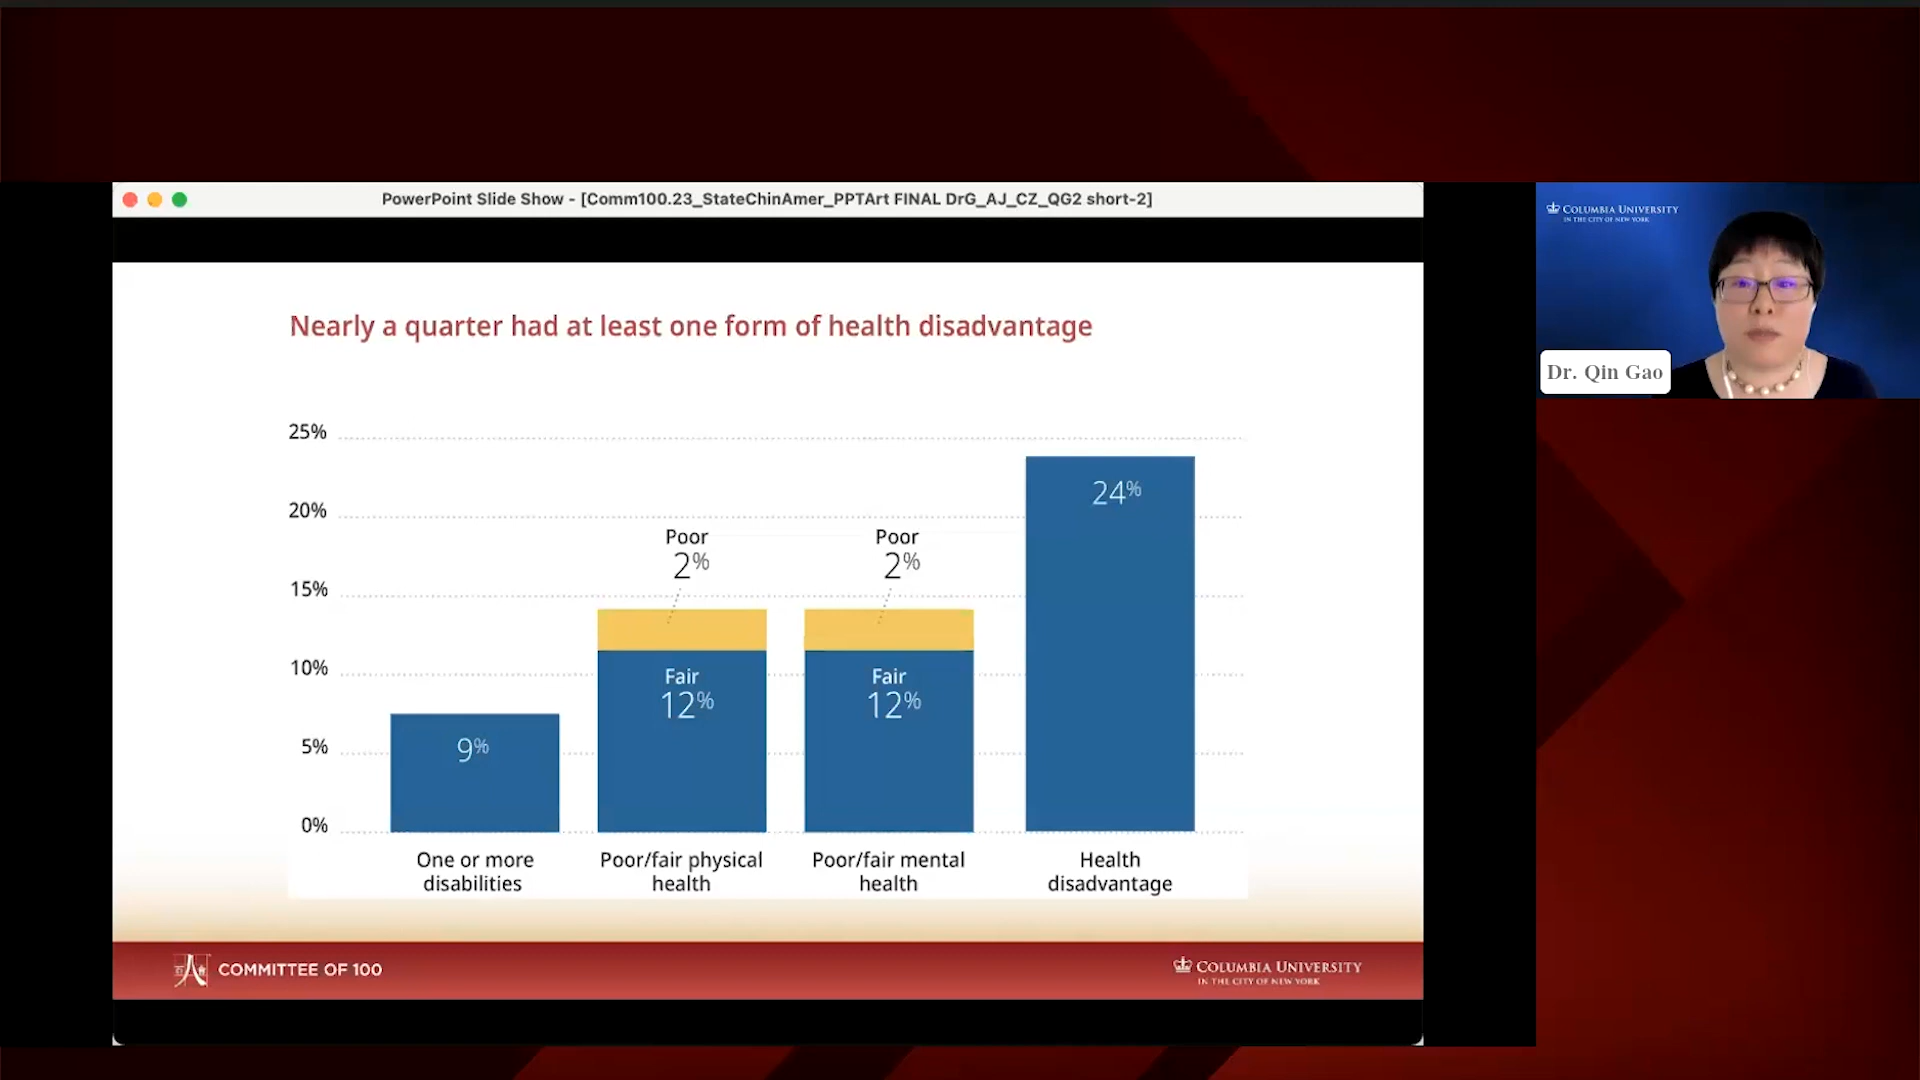 PowerPoint Slide Show - [Comm100.23_StateChinAmer_PPTArt FINAL DrG_AJ_CZ_QG2 short-2]
COLUMBIA UNIVERSITY
IN THE CITY OF NEW YORK
Dr. Qin Gao
Nearly a quarter had at least one form of health disadvantage
25%
20%
15%
10%
5%
0%
9%
Poor
2%
Fair
12%
Poor
2%
Fair
12%
24%
One or more
disabilities
Poor/fair physical
health
Poor/fair mental
health
Health
disadvantage
COMMITTEE OF 100
COLUMBIA UNIVERSITY
IN THE CITY OF NEW YORK